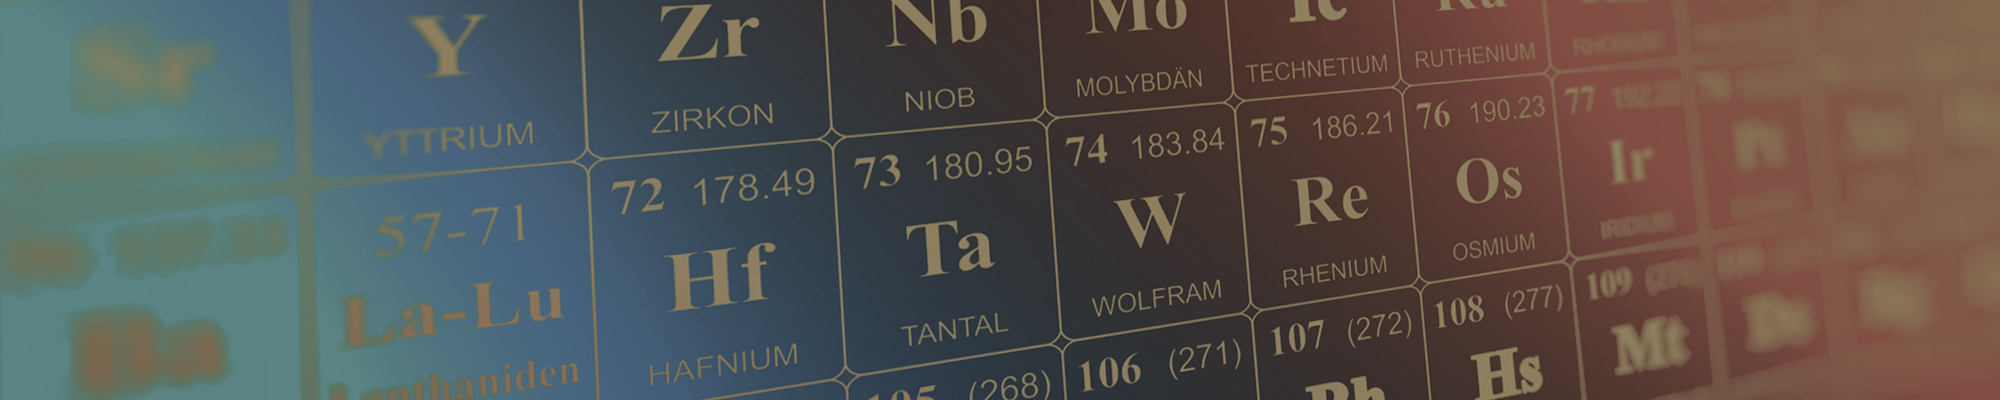 Sr
Y
YTTRIUM
Zr
ZIRKON
Nb
NIOB
Mo
MOLYBDÄN
Tc
TECHNETIUM
Ru
RUTHENIUM
RHODIUM
57-71
La-Lu
Lanthaniden
72 178.49
Hf
HAFNIUM
73 180.95
Ta
TANTAL
74 183.84
W
WOLFRAM
75 186.21
Re
RHENIUM
76 190.23
Os
OSMIUM
77 192.22
Ir
IRIDIUM
Pt
Ba
105 (268)
106 (271)
107 (272)
Bh
108 (277)
Hs
109
Mt
Ds